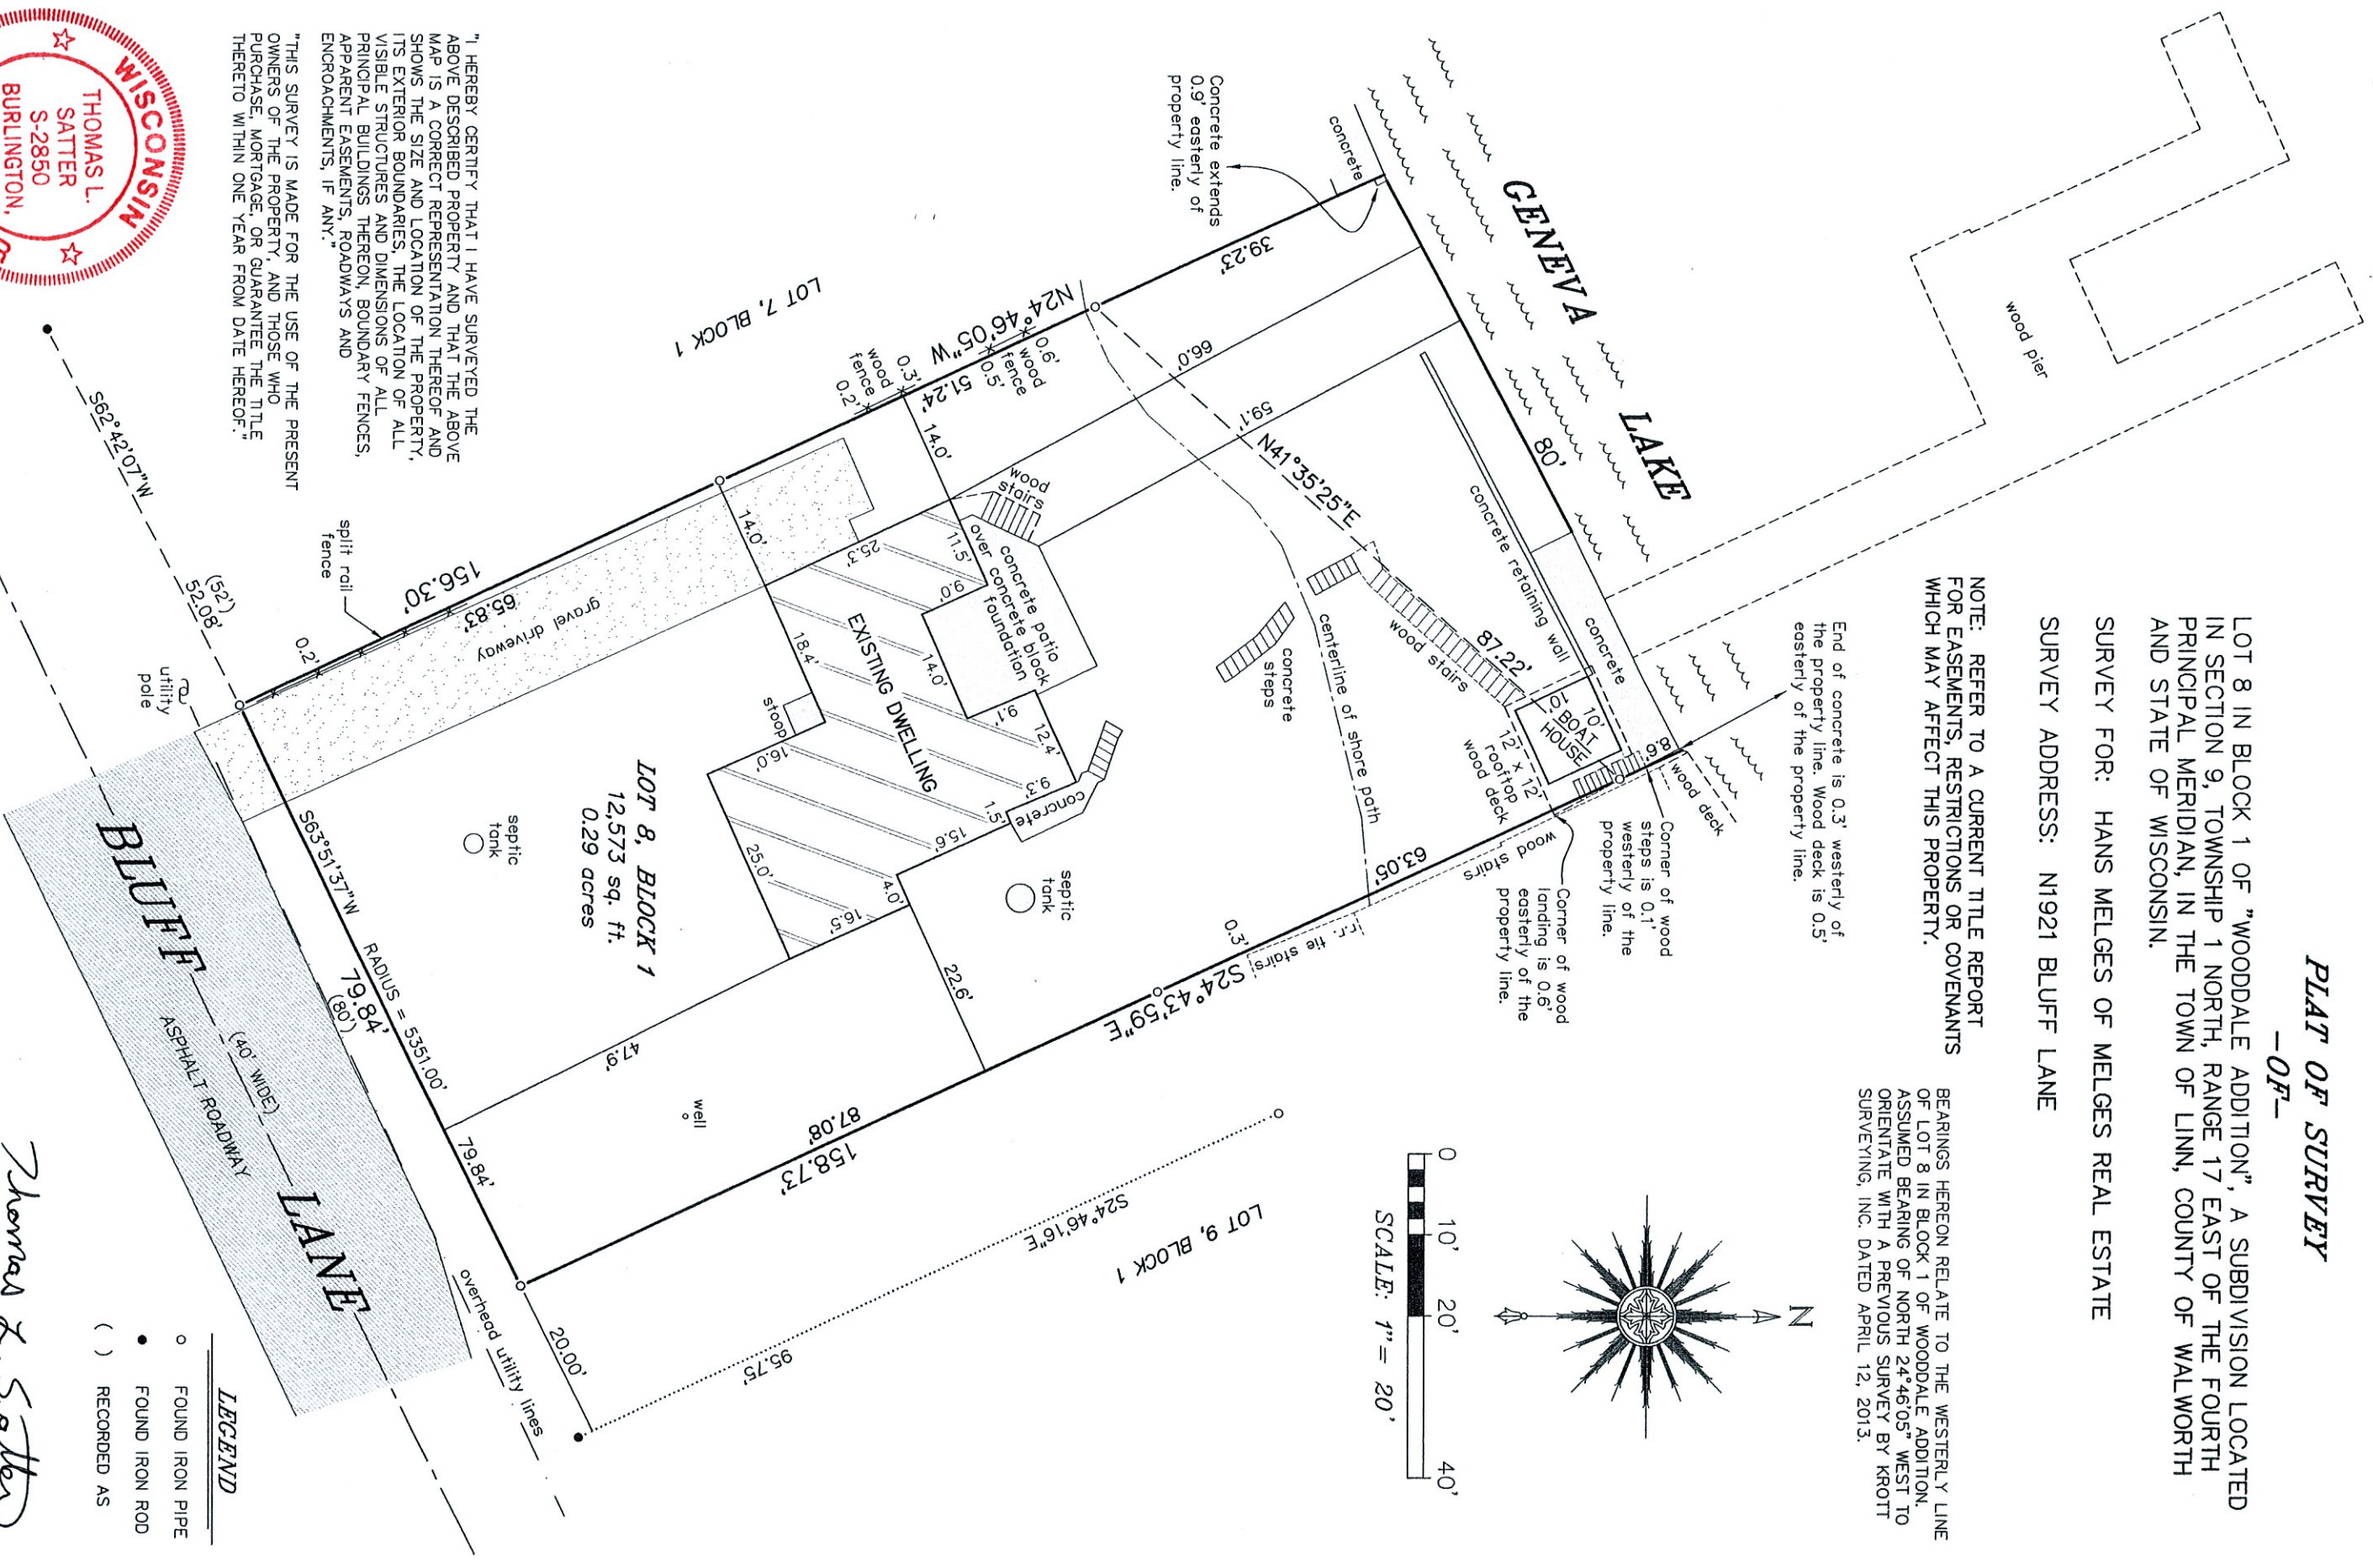 PLAT OF SURVEY
-OF-
LOT 8 IN BLOCK 1 OF "WOODDALE ADDITION", A SUBDIVISION LOCATED
IN SECTION 9, TOWNSHIP 1 NORTH, RANGE 17 EAST OF THE FOURTH
PRINCIPAL MERIDIAN, IN THE TOWN OF LINN, COUNTY OF WALWORTH
AND STATE OF WISCONSIN.
SURVEY FOR: HANS MELGES OF MELGES REAL ESTATE
SURVEY ADDRESS: N1921 BLUFF LANE
NOTE: REFER TO A CURRENT TITLE REPORT
FOR EASEMENTS, RESTRICTIONS OR COVENANTS
WHICH MAY AFFECT THIS PROPERTY.
BEARINGS HEREON RELATE TO THE WESTERLY LINE
OF LOT 8 IN BLOCK 1 OF WOODDALE ADDITION.
ASSUMED BEARING OF NORTH 24°46'05" WEST TO
ORIENTATE WITH A PREVIOUS SURVEY BY KROTT
SURVEYING, INC. DATED APRIL 12, 2013.
N
0 10' 20' 40'
SCALE: 1"= 20'
wood pier
GENEVA LAKE
End of concrete is 0.3' westerly of
the property line. Wood deck is 0.5'
easterly of the property line.
Concrete extends
0.9' easterly of
property line.
concrete
80'
39.23'
66.0'
59.1'
N41°35'25"E
87.22'
concrete retaining wall
concrete
wood stairs
10'
10'
BOAT
HOUSE
12' x 12'
rooftop
wood deck
8.6'
wood deck
Corner of wood
steps is 0.1'
westerly of the
property line.
Corner of wood
landing is 0.6'
easterly of the
property line.
wood stairs
63.05'
centerline of shore path
concrete
steps
r.r. tie stairs
0.3'
S24°43'59"E
N24°46'05"W
51.24'
0.6'
wood
fence
0.5'
0.3'
wood
fence
0.2'
LOT 7, BLOCK 1
14.0'
wood
stairs
concrete patio
over concrete block
foundation
11.5'
9.0'
14.0'
9.1'
12.4'
9.3'
25.3'
14.0'
18.4'
EXISTING DWELLING
stoop
16.0'
1.5'
concrete
15.6'
4.0'
25.0'
16.5'
22.6'
septic
tank
septic
tank
LOT 8, BLOCK 1
12,573 sq. ft.
0.29 acres
gravel driveway
156.30'
65.83'
split rail
fence
0.2'
47.9'
well
87.08'
158.73'
S24°46'16"E
LOT 9, BLOCK 1
95.75'
20.00'
79.84'
S63°51'37"W
RADIUS = 5351.00'
79.84'
(80')
S62°42'07"W
(52')
52.08'
utility
pole
BLUFF LANE
(40' WIDE)
ASPHALT ROADWAY
overhead utility lines
"I HEREBY CERTIFY THAT I HAVE SURVEYED THE
ABOVE DESCRIBED PROPERTY AND THAT THE ABOVE
MAP IS A CORRECT REPRESENTATION THEREOF AND
SHOWS THE SIZE AND LOCATION OF THE PROPERTY,
ITS EXTERIOR BOUNDARIES, THE LOCATION OF ALL
VISIBLE STRUCTURES AND DIMENSIONS OF ALL
PRINCIPAL BUILDINGS THEREON, BOUNDARY FENCES,
APPARENT EASEMENTS, ROADWAYS AND
ENCROACHMENTS, IF ANY."
"THIS SURVEY IS MADE FOR THE USE OF THE PRESENT
OWNERS OF THE PROPERTY, AND THOSE WHO
PURCHASE, MORTGAGE, OR GUARANTEE THE TITLE
THERETO WITHIN ONE YEAR FROM DATE HEREOF."
WISCONSIN
THOMAS L.
SATTER
S-2850
BURLINGTON,
LEGEND
○ FOUND IRON PIPE
● FOUND IRON ROD
( ) RECORDED AS
Thomas L. Satter